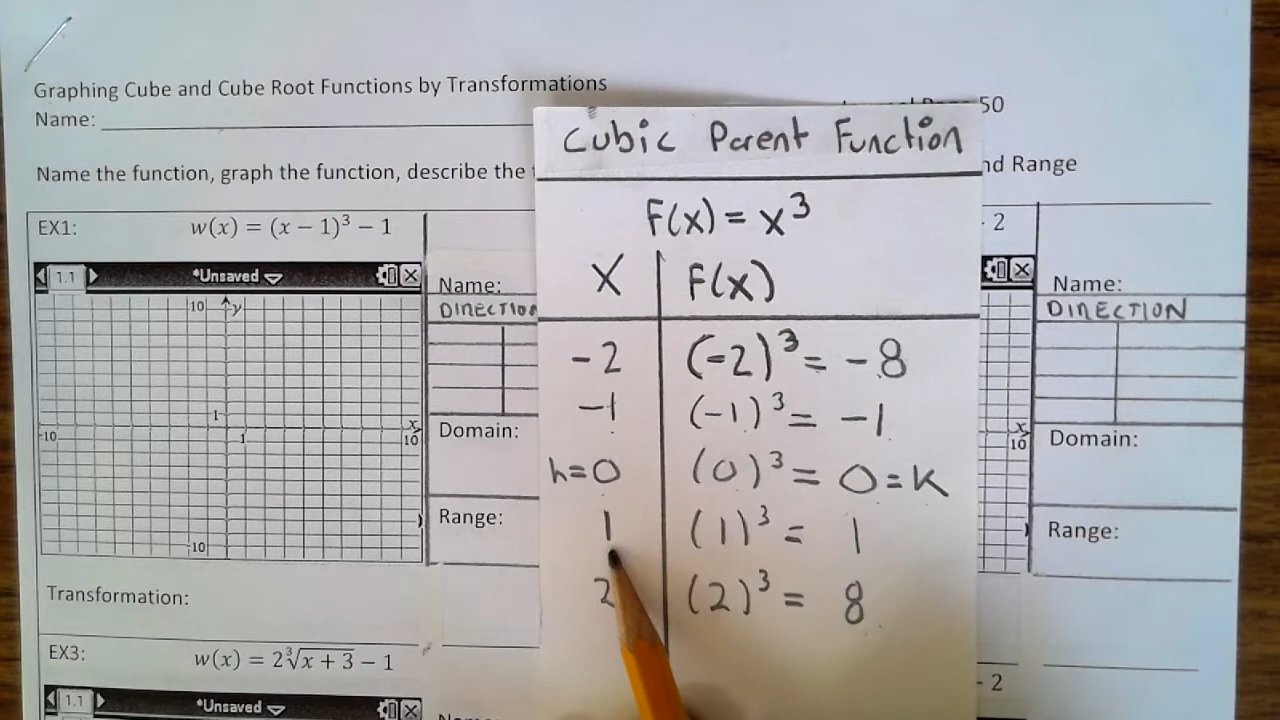 Graphing Cube and Cube Root Functions by Transformations
50
Name:
Name the function, graph the function, describe the
nd Range
Cubic Parent Function
F(x) = x³
X F(x)
-2 (-2)³ = -8
-1 (-1)³ = -1
h=0 (0)³ = 0 = K
1 (1)³ = 1
2 (2)³ = 8
EX1: w(x) = (x − 1)³ − 1
1.1 *Unsaved
10 y
1
-10 1 x 10
-10
Name:
DIRECTION
Domain:
Range:
Transformation:
- 2
x
10
Name:
DIRECTION
Domain:
Range:
EX3: w(x) = 2∛x + 3 − 1
1.1 *Unsaved
- 2